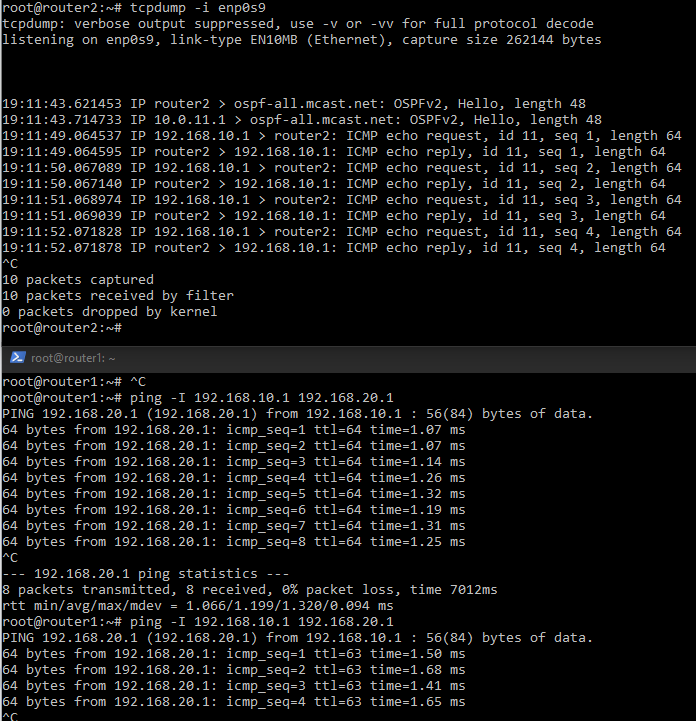 root@router2:~# tcpdump -i enp0s9
tcpdump: verbose output suppressed, use -v or -vv for full protocol decode
listening on enp0s9, link-type EN10MB (Ethernet), capture size 262144 bytes
19:11:43.621453 IP router2 > ospf-all.mcast.net: OSPFv2, Hello, length 48
19:11:43.714733 IP 10.0.11.1 > ospf-all.mcast.net: OSPFv2, Hello, length 48
19:11:49.064537 IP 192.168.10.1 > router2: ICMP echo request, id 11, seq 1, length 64
19:11:49.064595 IP router2 > 192.168.10.1: ICMP echo reply, id 11, seq 1, length 64
19:11:50.067089 IP 192.168.10.1 > router2: ICMP echo request, id 11, seq 2, length 64
19:11:50.067140 IP router2 > 192.168.10.1: ICMP echo reply, id 11, seq 2, length 64
19:11:51.068974 IP 192.168.10.1 > router2: ICMP echo request, id 11, seq 3, length 64
19:11:51.069039 IP router2 > 192.168.10.1: ICMP echo reply, id 11, seq 3, length 64
19:11:52.071828 IP 192.168.10.1 > router2: ICMP echo request, id 11, seq 4, length 64
19:11:52.071878 IP router2 > 192.168.10.1: ICMP echo reply, id 11, seq 4, length 64
^C
10 packets captured
10 packets received by filter
0 packets dropped by kernel
root@router2:~#
root@router1: ~
root@router1:~# ^C
root@router1:~# ping -I 192.168.10.1 192.168.20.1
PING 192.168.20.1 (192.168.20.1) from 192.168.10.1 : 56(84) bytes of data.
64 bytes from 192.168.20.1: icmp_seq=1 ttl=64 time=1.07 ms
64 bytes from 192.168.20.1: icmp_seq=2 ttl=64 time=1.07 ms
64 bytes from 192.168.20.1: icmp_seq=3 ttl=64 time=1.14 ms
64 bytes from 192.168.20.1: icmp_seq=4 ttl=64 time=1.26 ms
64 bytes from 192.168.20.1: icmp_seq=5 ttl=64 time=1.32 ms
64 bytes from 192.168.20.1: icmp_seq=6 ttl=64 time=1.19 ms
64 bytes from 192.168.20.1: icmp_seq=7 ttl=64 time=1.31 ms
64 bytes from 192.168.20.1: icmp_seq=8 ttl=64 time=1.25 ms
^C
--- 192.168.20.1 ping statistics ---
8 packets transmitted, 8 received, 0% packet loss, time 7012ms
rtt min/avg/max/mdev = 1.066/1.199/1.320/0.094 ms
root@router1:~# ping -I 192.168.10.1 192.168.20.1
PING 192.168.20.1 (192.168.20.1) from 192.168.10.1 : 56(84) bytes of data.
64 bytes from 192.168.20.1: icmp_seq=1 ttl=63 time=1.50 ms
64 bytes from 192.168.20.1: icmp_seq=2 ttl=63 time=1.68 ms
64 bytes from 192.168.20.1: icmp_seq=3 ttl=63 time=1.41 ms
64 bytes from 192.168.20.1: icmp_seq=4 ttl=63 time=1.65 ms
^C